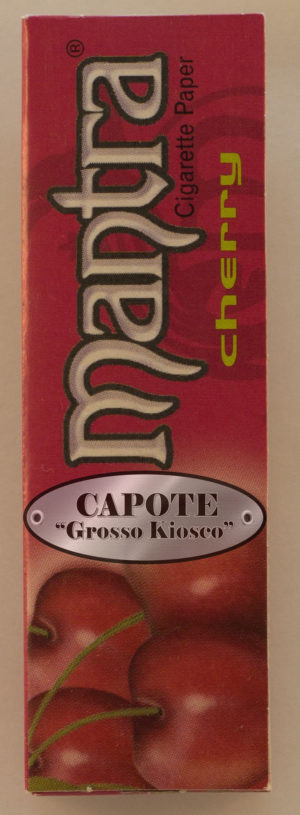 mantra®
Cigarette Paper
cherry
CAPOTE
“Grosso Kiosco”